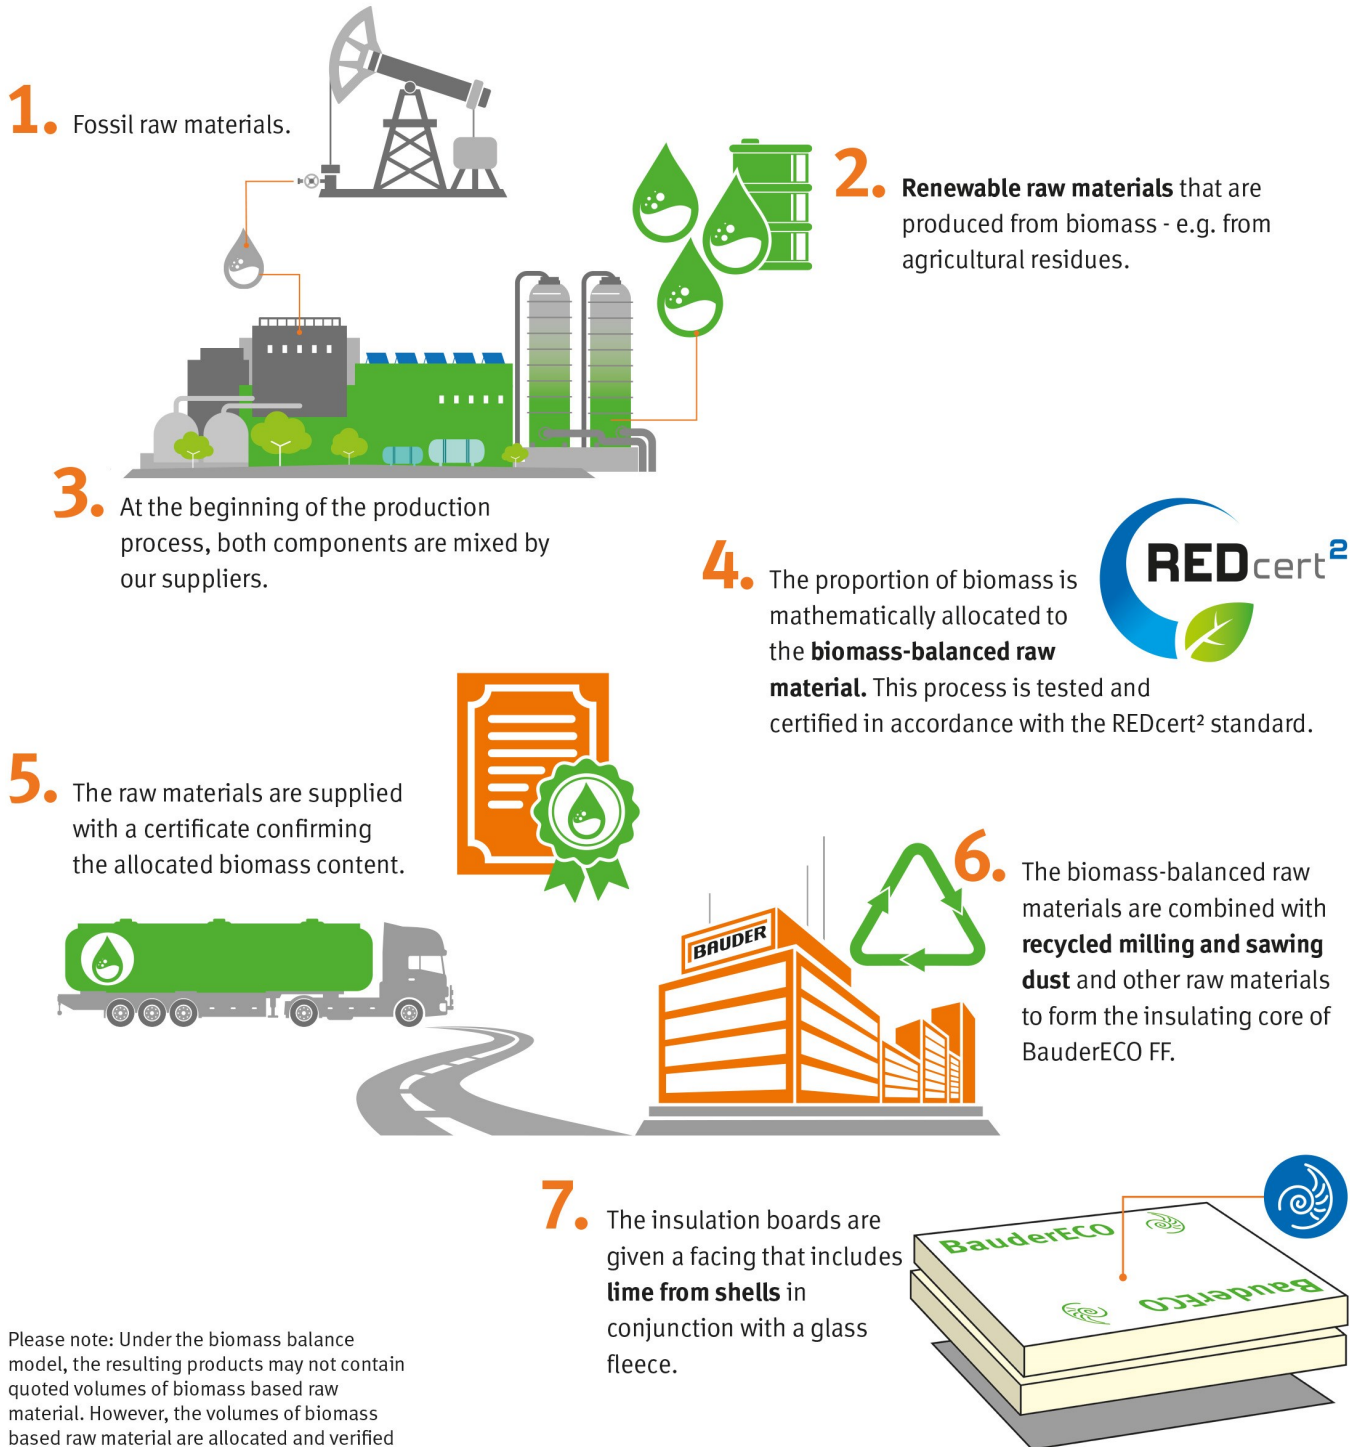 1. Fossil raw materials.
2. Renewable raw materials that are
produced from biomass - e.g. from
agricultural residues.
3. At the beginning of the production
process, both components are mixed by
our suppliers.
REDcert²
4. The proportion of biomass is
mathematically allocated to
the biomass-balanced raw
material. This process is tested and
certified in accordance with the REDcert² standard.
5. The raw materials are supplied
with a certificate confirming
the allocated biomass content.
BAUDER
6. The biomass-balanced raw
materials are combined with
recycled milling and sawing
dust and other raw materials
to form the insulating core of
BauderECO FF.
7. The insulation boards are
given a facing that includes
lime from shells in
conjunction with a glass
fleece.
BauderECO
BauderECO
Please note: Under the biomass balance
model, the resulting products may not contain
quoted volumes of biomass based raw
material. However, the volumes of biomass
based raw material are allocated and verified